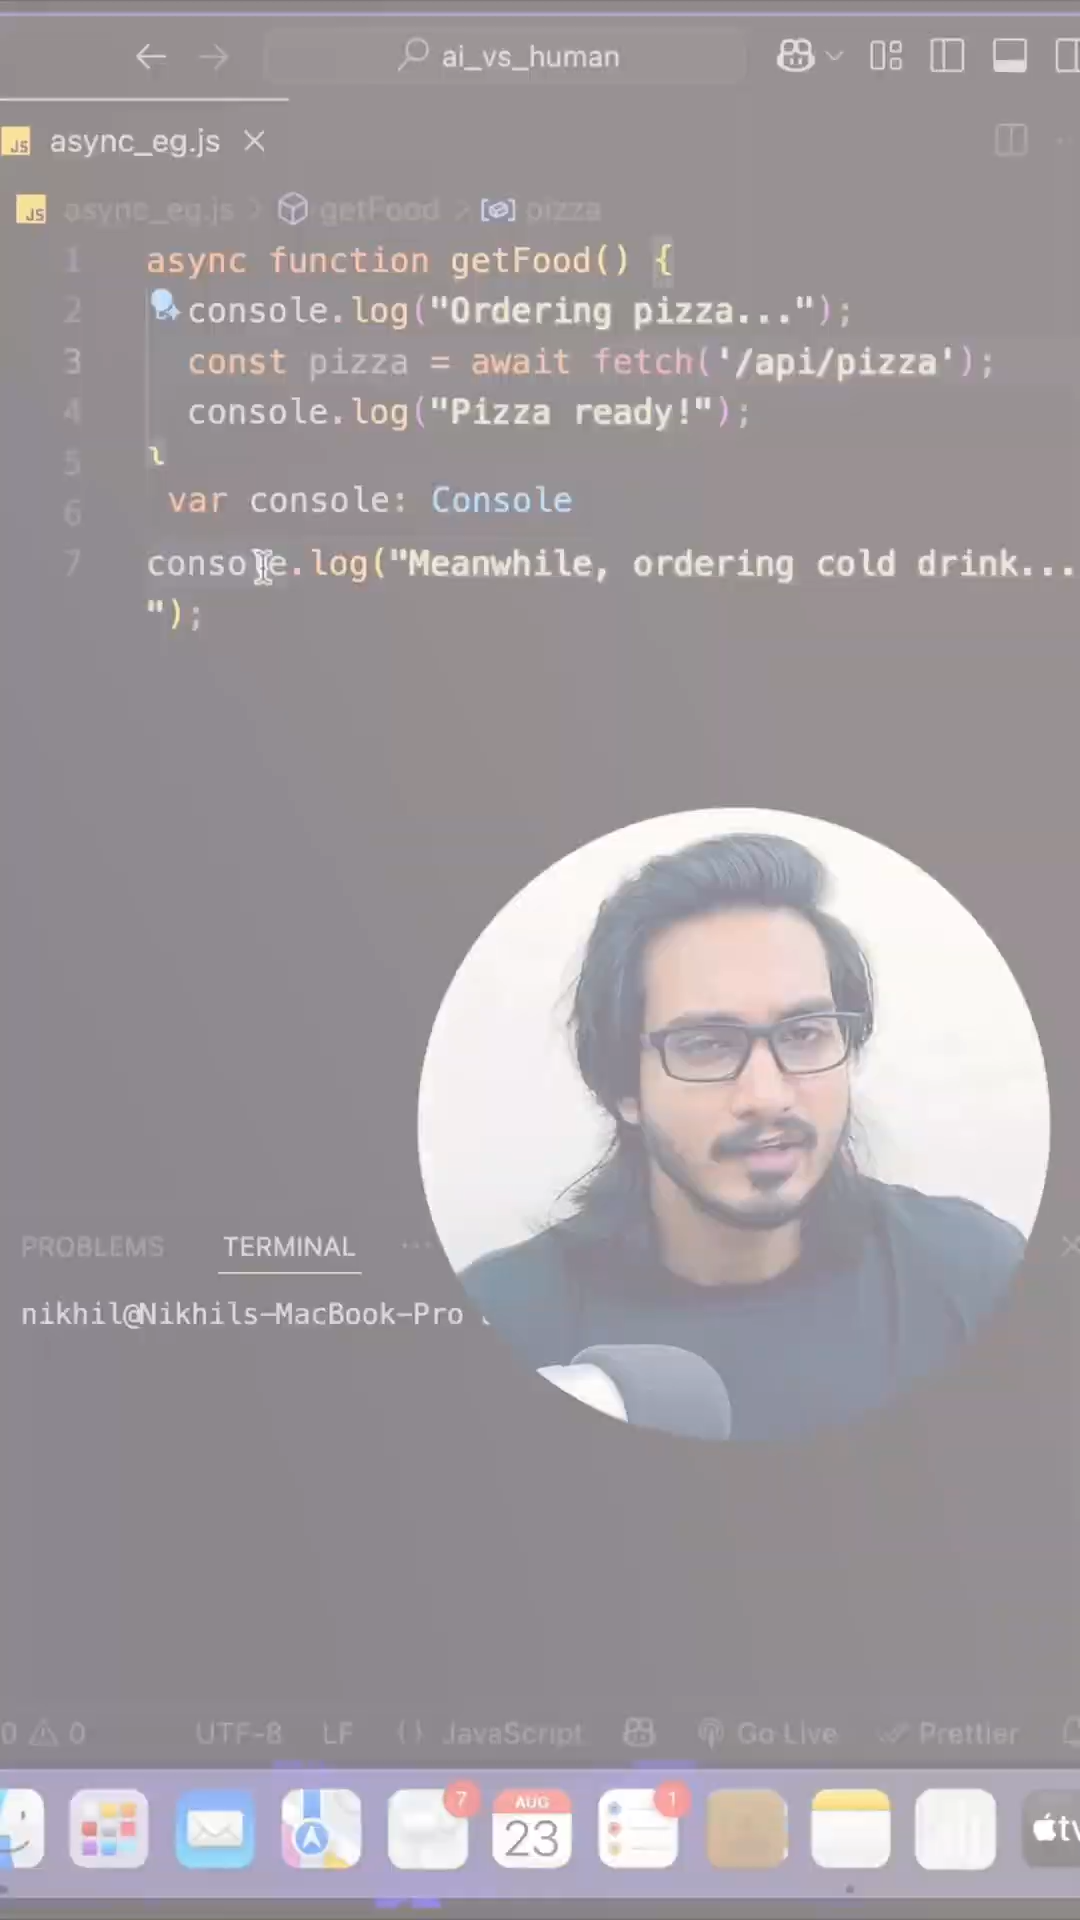 ai_vs_human
JS async_eg.js
JS async_eg.js > getFood > pizza
1 async function getFood() {
2 console.log("Ordering pizza...");
3 const pizza = await fetch('/api/pizza');
4 console.log("Pizza ready!");
5 }
6 var console: Console
7 console.log("Meanwhile, ordering cold drink...
");
PROBLEMS TERMINAL ...
nikhil@Nikhils-MacBook-Pro
0 0 UTF-8 LF {} JavaScript Go Live Prettier
7 AUG 1
23 tv